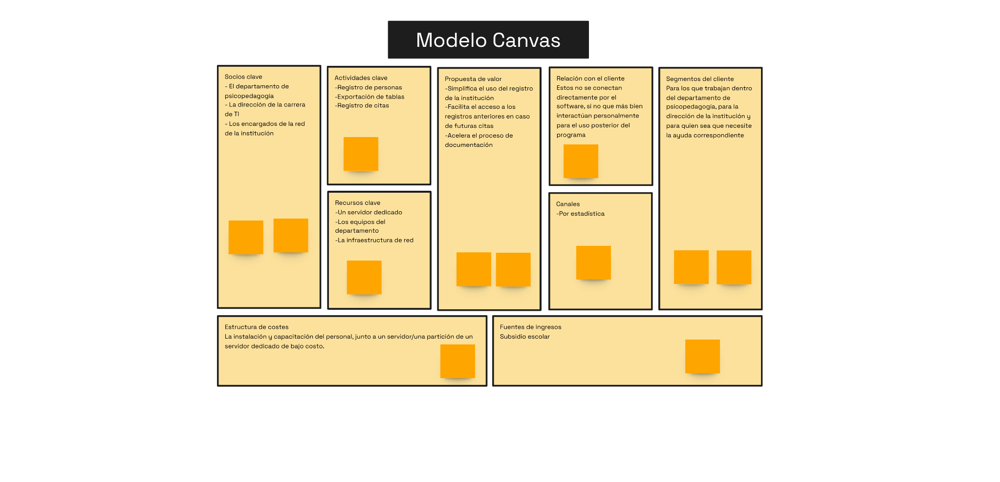 Modelo Canvas
Socios clave
- El departamento de
psicopedagogía
- La dirección de la carrera
de TI
- Los encargados de la red
de la institución
Actividades clave
-Registro de personas
-Exportación de tablas
-Registro de citas
Recursos clave
-Un servidor dedicado
-Los equipos del
departamento
-La infraestructura de red
Propuesta de valor
-Simplifica el uso del registro
de la institución
-Facilita el acceso a los
registros anteriores en caso
de futuras citas
-Acelera el proceso de
documentación
Relación con el cliente
Estos no se conectan
directamente por el
software, si no que más bien
interactúan personalmente
para el uso posterior del
programa
Canales
-Por estadística
Segmentos del cliente
Para los que trabajan dentro
del departamento de
psicopedagogía, para la
dirección de la institución y
para quien sea que necesite
la ayuda correspondiente
Estructura de costes
La instalación y capacitación del personal, junto a un servidor/una partición de un
servidor dedicado de bajo costo.
Fuentes de ingresos
Subsidio escolar